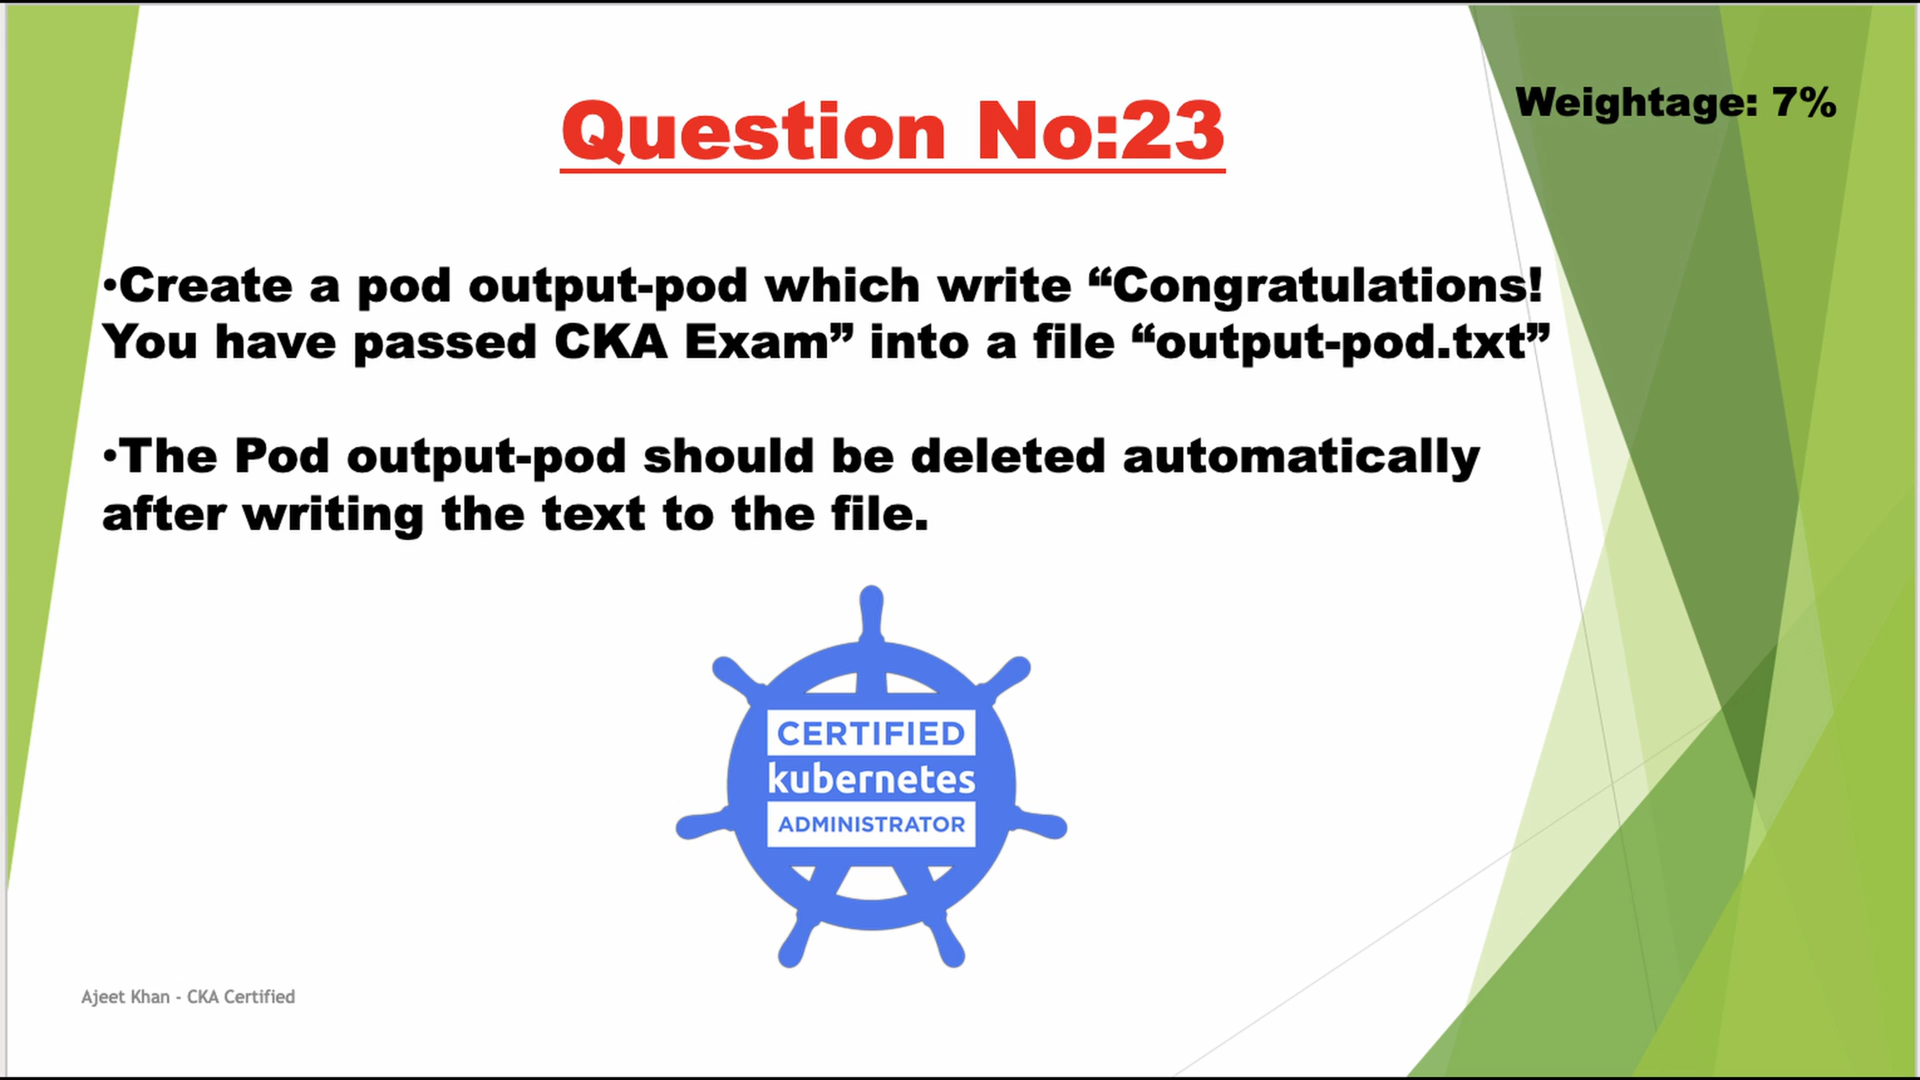 Weightage: 7%
Question No:23
•Create a pod output-pod which write “Congratulations!
You have passed CKA Exam” into a file “output-pod.txt”
•The Pod output-pod should be deleted automatically
after writing the text to the file.
CERTIFIED
kubernetes
ADMINISTRATOR
Ajeet Khan - CKA Certified